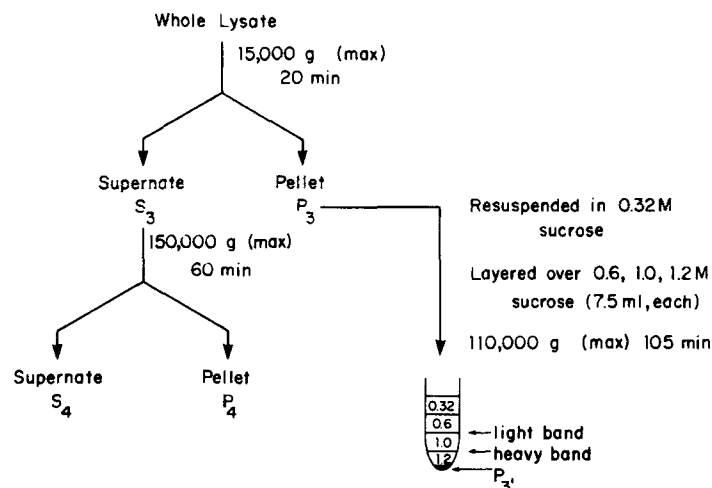 Whole Lysate
15,000 g (max)
20 min
Supernate
S3
Pellet
P3
Resuspended in 0.32M
sucrose
150,000 g (max)
60 min
Layered over 0.6, 1.0, 1.2M
sucrose (7.5 ml, each)
110,000 g (max) 105 min
Supernate
S4
Pellet
P4
0.32
0.6
1.0
1.2
light band
heavy band
P3'